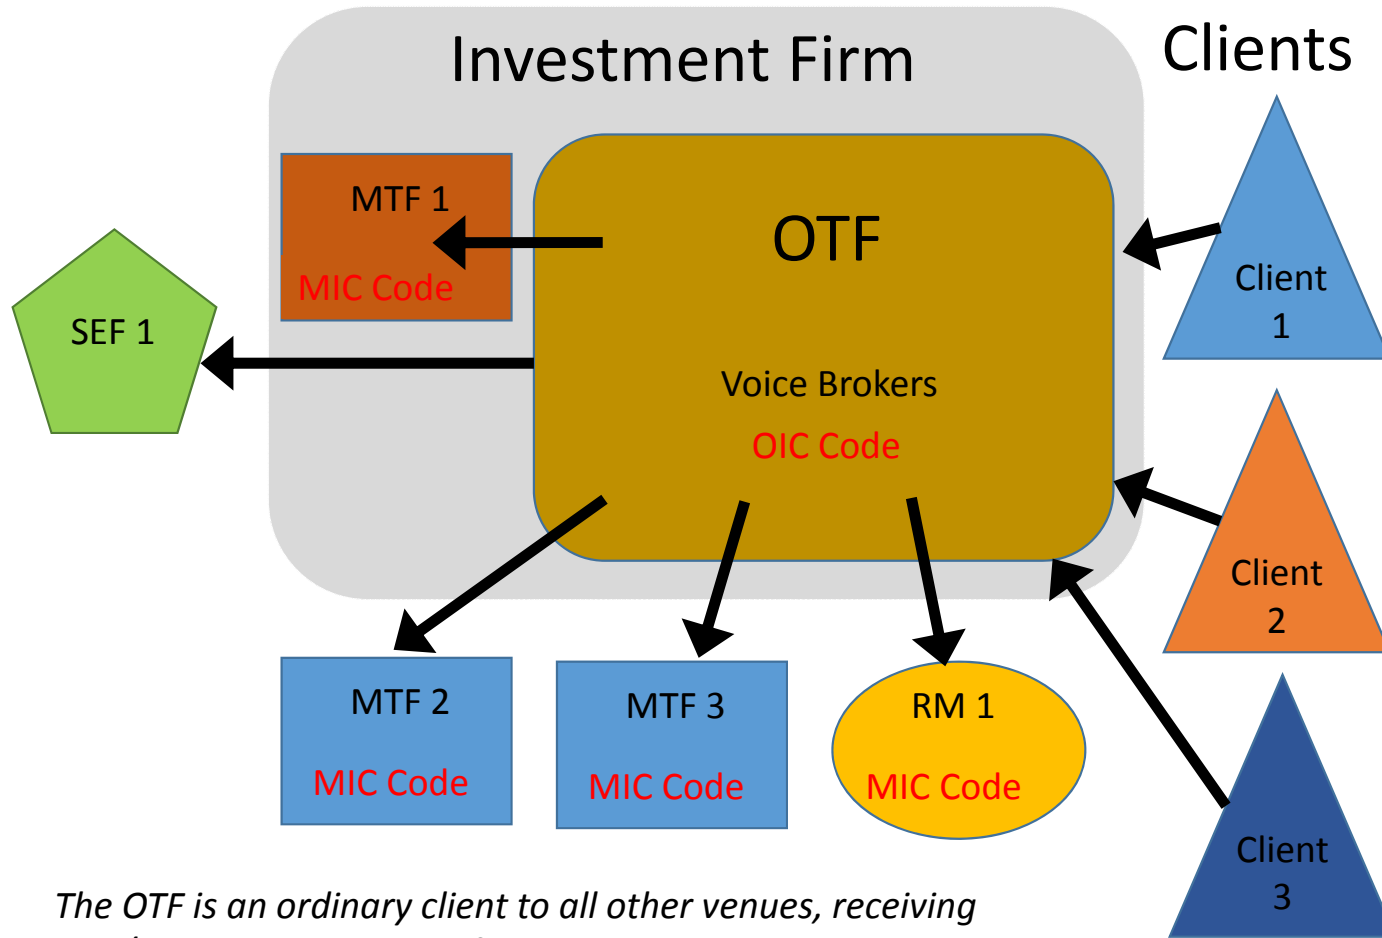 Investment Firm
Clients
MTF 1
MIC Code
OTF
Voice Brokers
OIC Code
SEF 1
Client
1
Client
2
Client
3
MTF 2
MIC Code
MTF 3
MIC Code
RM 1
MIC Code
The OTF is an ordinary client to all other venues, receiving